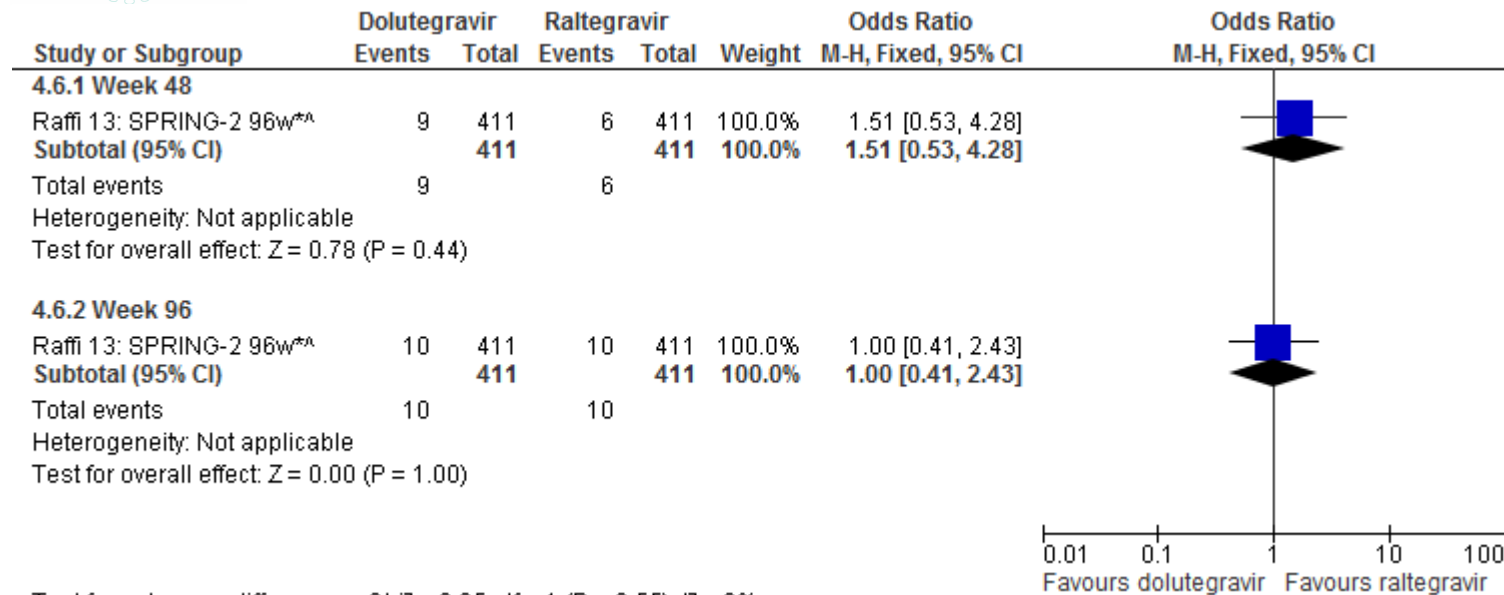 Dolutegravir Raltegravir Odds Ratio Odds Ratio
Study or Subgroup Events Total Events Total Weight M-H, Fixed, 95% CI M-H, Fixed, 95% CI
4.6.1 Week 48
Raffi 13: SPRING-2 96w*^ 9 411 6 411 100.0% 1.51 [0.53, 4.28]
Subtotal (95% CI) 411 411 100.0% 1.51 [0.53, 4.28]
Total events 9 6
Heterogeneity: Not applicable
Test for overall effect: Z = 0.78 (P = 0.44)
4.6.2 Week 96
Raffi 13: SPRING-2 96w*^ 10 411 10 411 100.0% 1.00 [0.41, 2.43]
Subtotal (95% CI) 411 411 100.0% 1.00 [0.41, 2.43]
Total events 10 10
Heterogeneity: Not applicable
Test for overall effect: Z = 0.00 (P = 1.00)
0.01 0.1 1 10 100
Favours dolutegravir Favours raltegravir